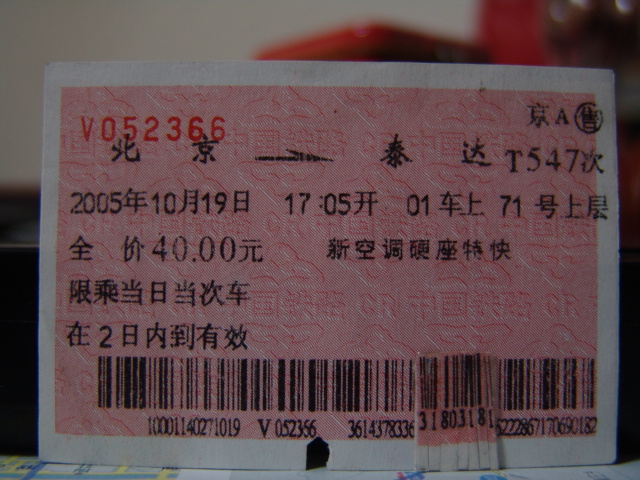 京A售
V052366
北京 泰达 T547次
2005年10月19日 17:05开 01车上 71号上层
全 价40.00元 新空调硬座特快
限乘当日当次车
在2日内到有效
10001140271019 V 052366 3614378336 31803181 5222867170690182